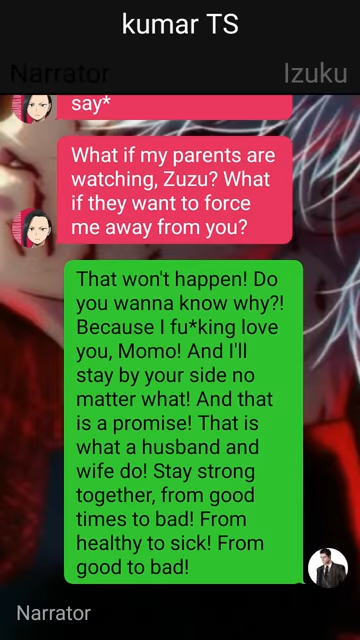 kumar TS
Narrator
Izuku
say*
What if my parents are
watching, Zuzu? What
if they want to force
me away from you?
That won't happen! Do
you wanna know why?!
Because I fu*king love
you, Momo! And I'll
stay by your side no
matter what! And that
is a promise! That is
what a husband and
wife do! Stay strong
together, from good
times to bad! From
healthy to sick! From
good to bad!
Narrator